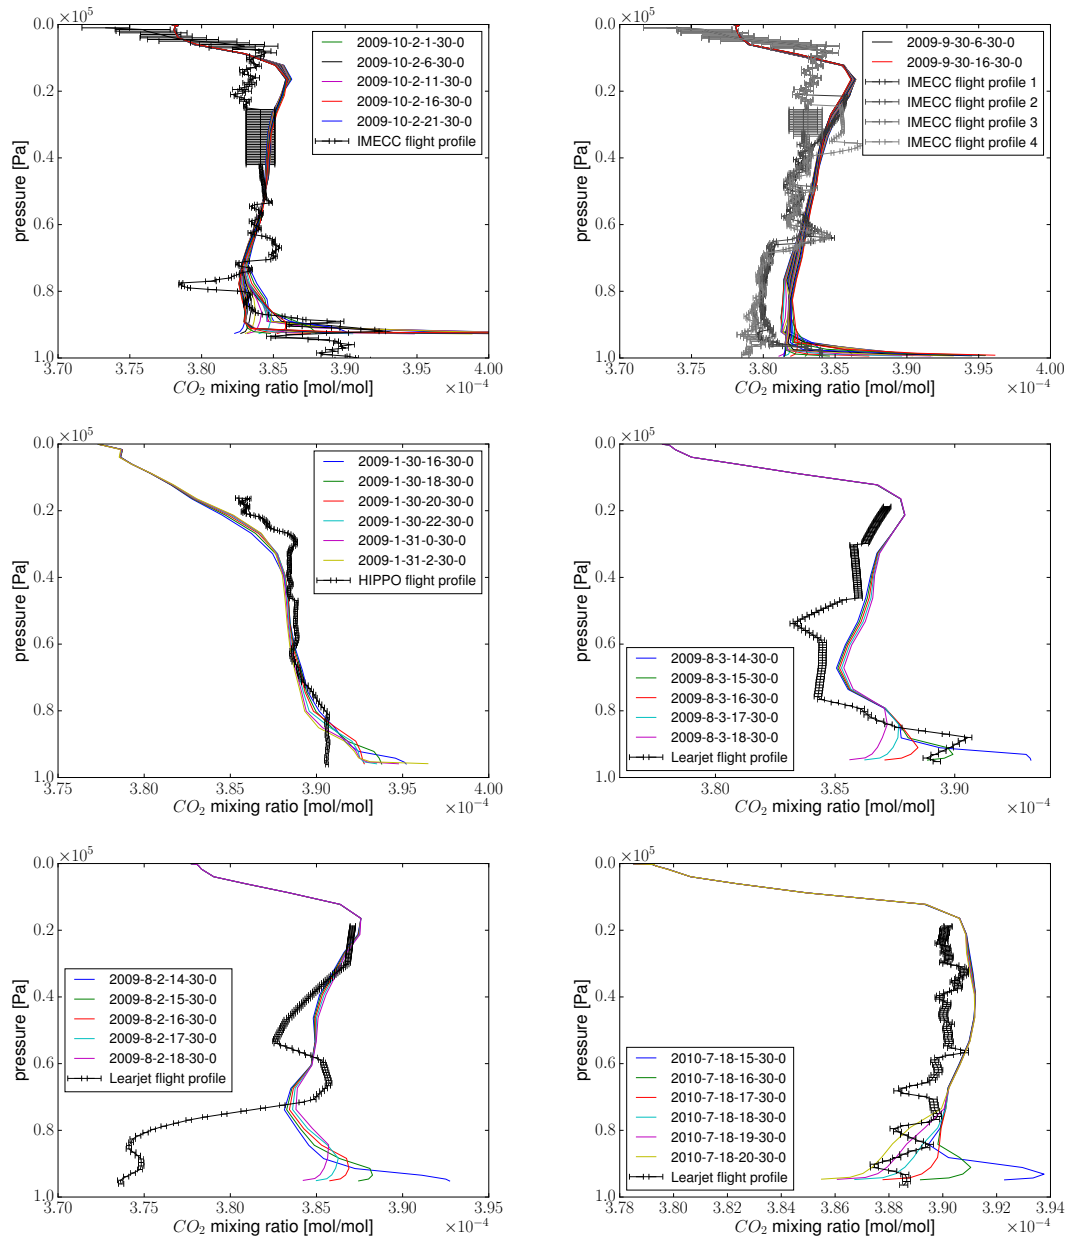 ×10⁵
0.0
0.2
0.4
0.6
0.8
1.0
pressure [Pa]
2009-10-2-1-30-0
2009-10-2-6-30-0
2009-10-2-11-30-0
2009-10-2-16-30-0
2009-10-2-21-30-0
IMECC flight profile
3.70 3.75 3.80 3.85 3.90 3.95 4.00
CO₂ mixing ratio [mol/mol]
×10⁻⁴
×10⁵
0.0
0.2
0.4
0.6
0.8
1.0
pressure [Pa]
2009-9-30-6-30-0
2009-9-30-16-30-0
IMECC flight profile 1
IMECC flight profile 2
IMECC flight profile 3
IMECC flight profile 4
3.70 3.75 3.80 3.85 3.90 3.95 4.00
CO₂ mixing ratio [mol/mol]
×10⁻⁴
×10⁵
0.0
0.2
0.4
0.6
0.8
1.0
pressure [Pa]
2009-1-30-16-30-0
2009-1-30-18-30-0
2009-1-30-20-30-0
2009-1-30-22-30-0
2009-1-31-0-30-0
2009-1-31-2-30-0
HIPPO flight profile
3.75 3.80 3.85 3.90 3.95 4.00
CO₂ mixing ratio [mol/mol]
×10⁻⁴
×10⁵
0.0
0.2
0.4
0.6
0.8
1.0
pressure [Pa]
2009-8-3-14-30-0
2009-8-3-15-30-0
2009-8-3-16-30-0
2009-8-3-17-30-0
2009-8-3-18-30-0
Learjet flight profile
3.80 3.85 3.90
CO₂ mixing ratio [mol/mol]
×10⁻⁴
×10⁵
0.0
0.2
0.4
0.6
0.8
1.0
pressure [Pa]
2009-8-2-14-30-0
2009-8-2-15-30-0
2009-8-2-16-30-0
2009-8-2-17-30-0
2009-8-2-18-30-0
Learjet flight profile
3.70 3.75 3.80 3.85 3.90 3.95
CO₂ mixing ratio [mol/mol]
×10⁻⁴
×10⁵
0.0
0.2
0.4
0.6
0.8
1.0
pressure [Pa]
2010-7-18-15-30-0
2010-7-18-16-30-0
2010-7-18-17-30-0
2010-7-18-18-30-0
2010-7-18-19-30-0
2010-7-18-20-30-0
Learjet flight profile
3.78 3.80 3.82 3.84 3.86 3.88 3.90 3.92 3.94
CO₂ mixing ratio [mol/mol]
×10⁻⁴